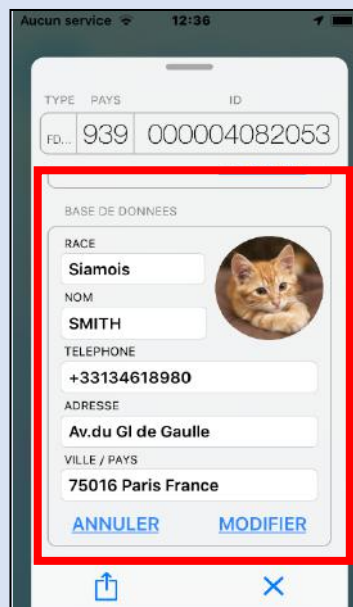 Aucun service 12:36
TYPE PAYS ID
FD... 939 000004082053
BASE DE DONNEES
RACE
Siamois
NOM
SMITH
TELEPHONE
+33134618980
ADRESSE
Av.du Gl de Gaulle
VILLE / PAYS
75016 Paris France
ANNULER MODIFIER